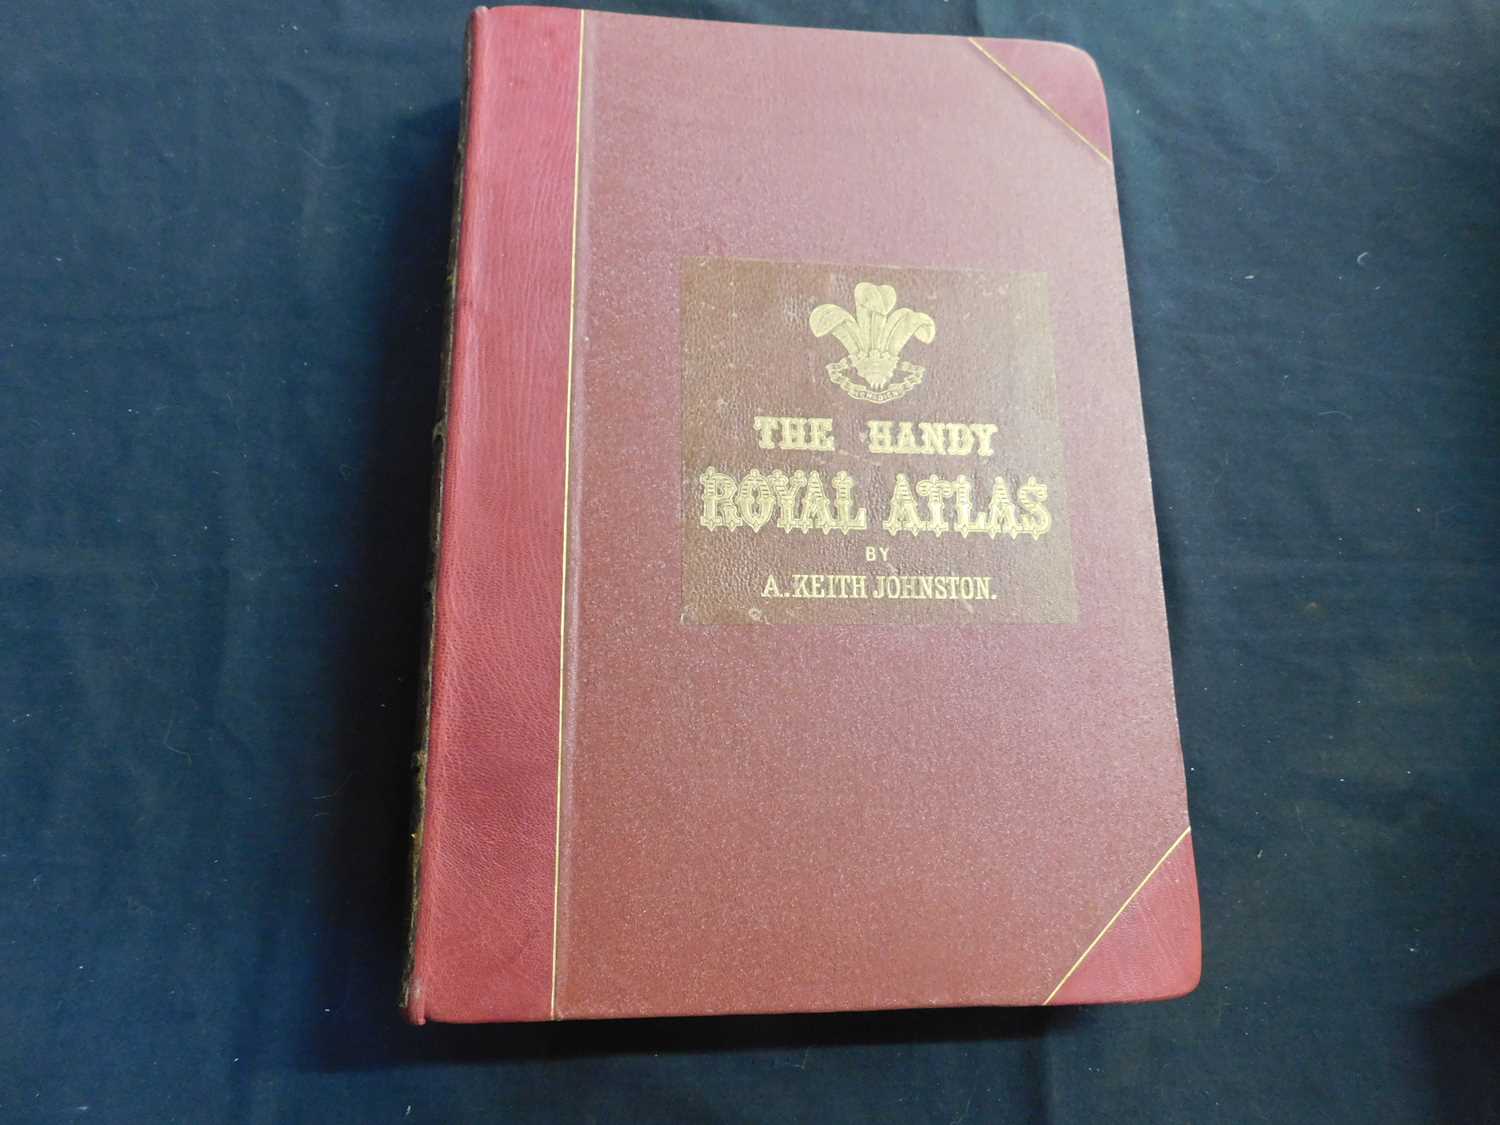 THE HANDY
ROYAL ATLAS
BY
A. KEITH JOHNSTON.